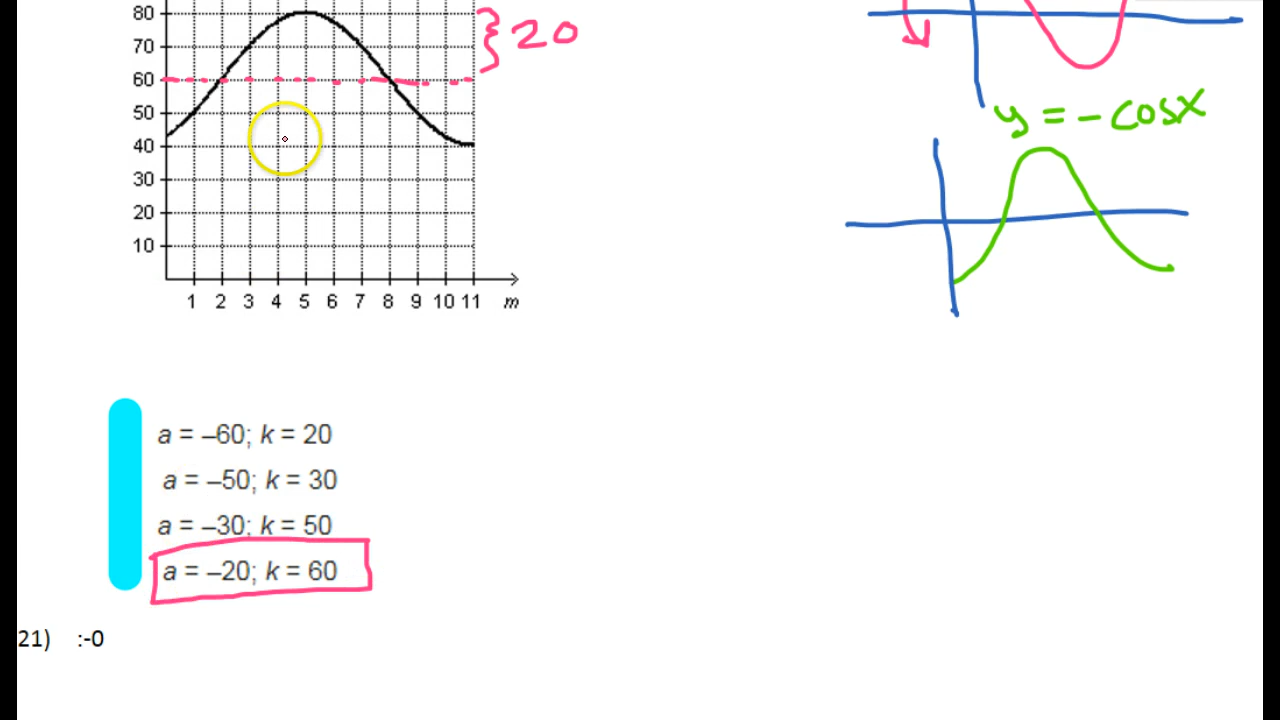 80
70
60
50
40
30
20
10
1 2 3 4 5 6 7 8 9 10 11 m
20
y = -cosx
a = –60; k = 20
a = –50; k = 30
a = –30; k = 50
a = –20; k = 60
21) :-0